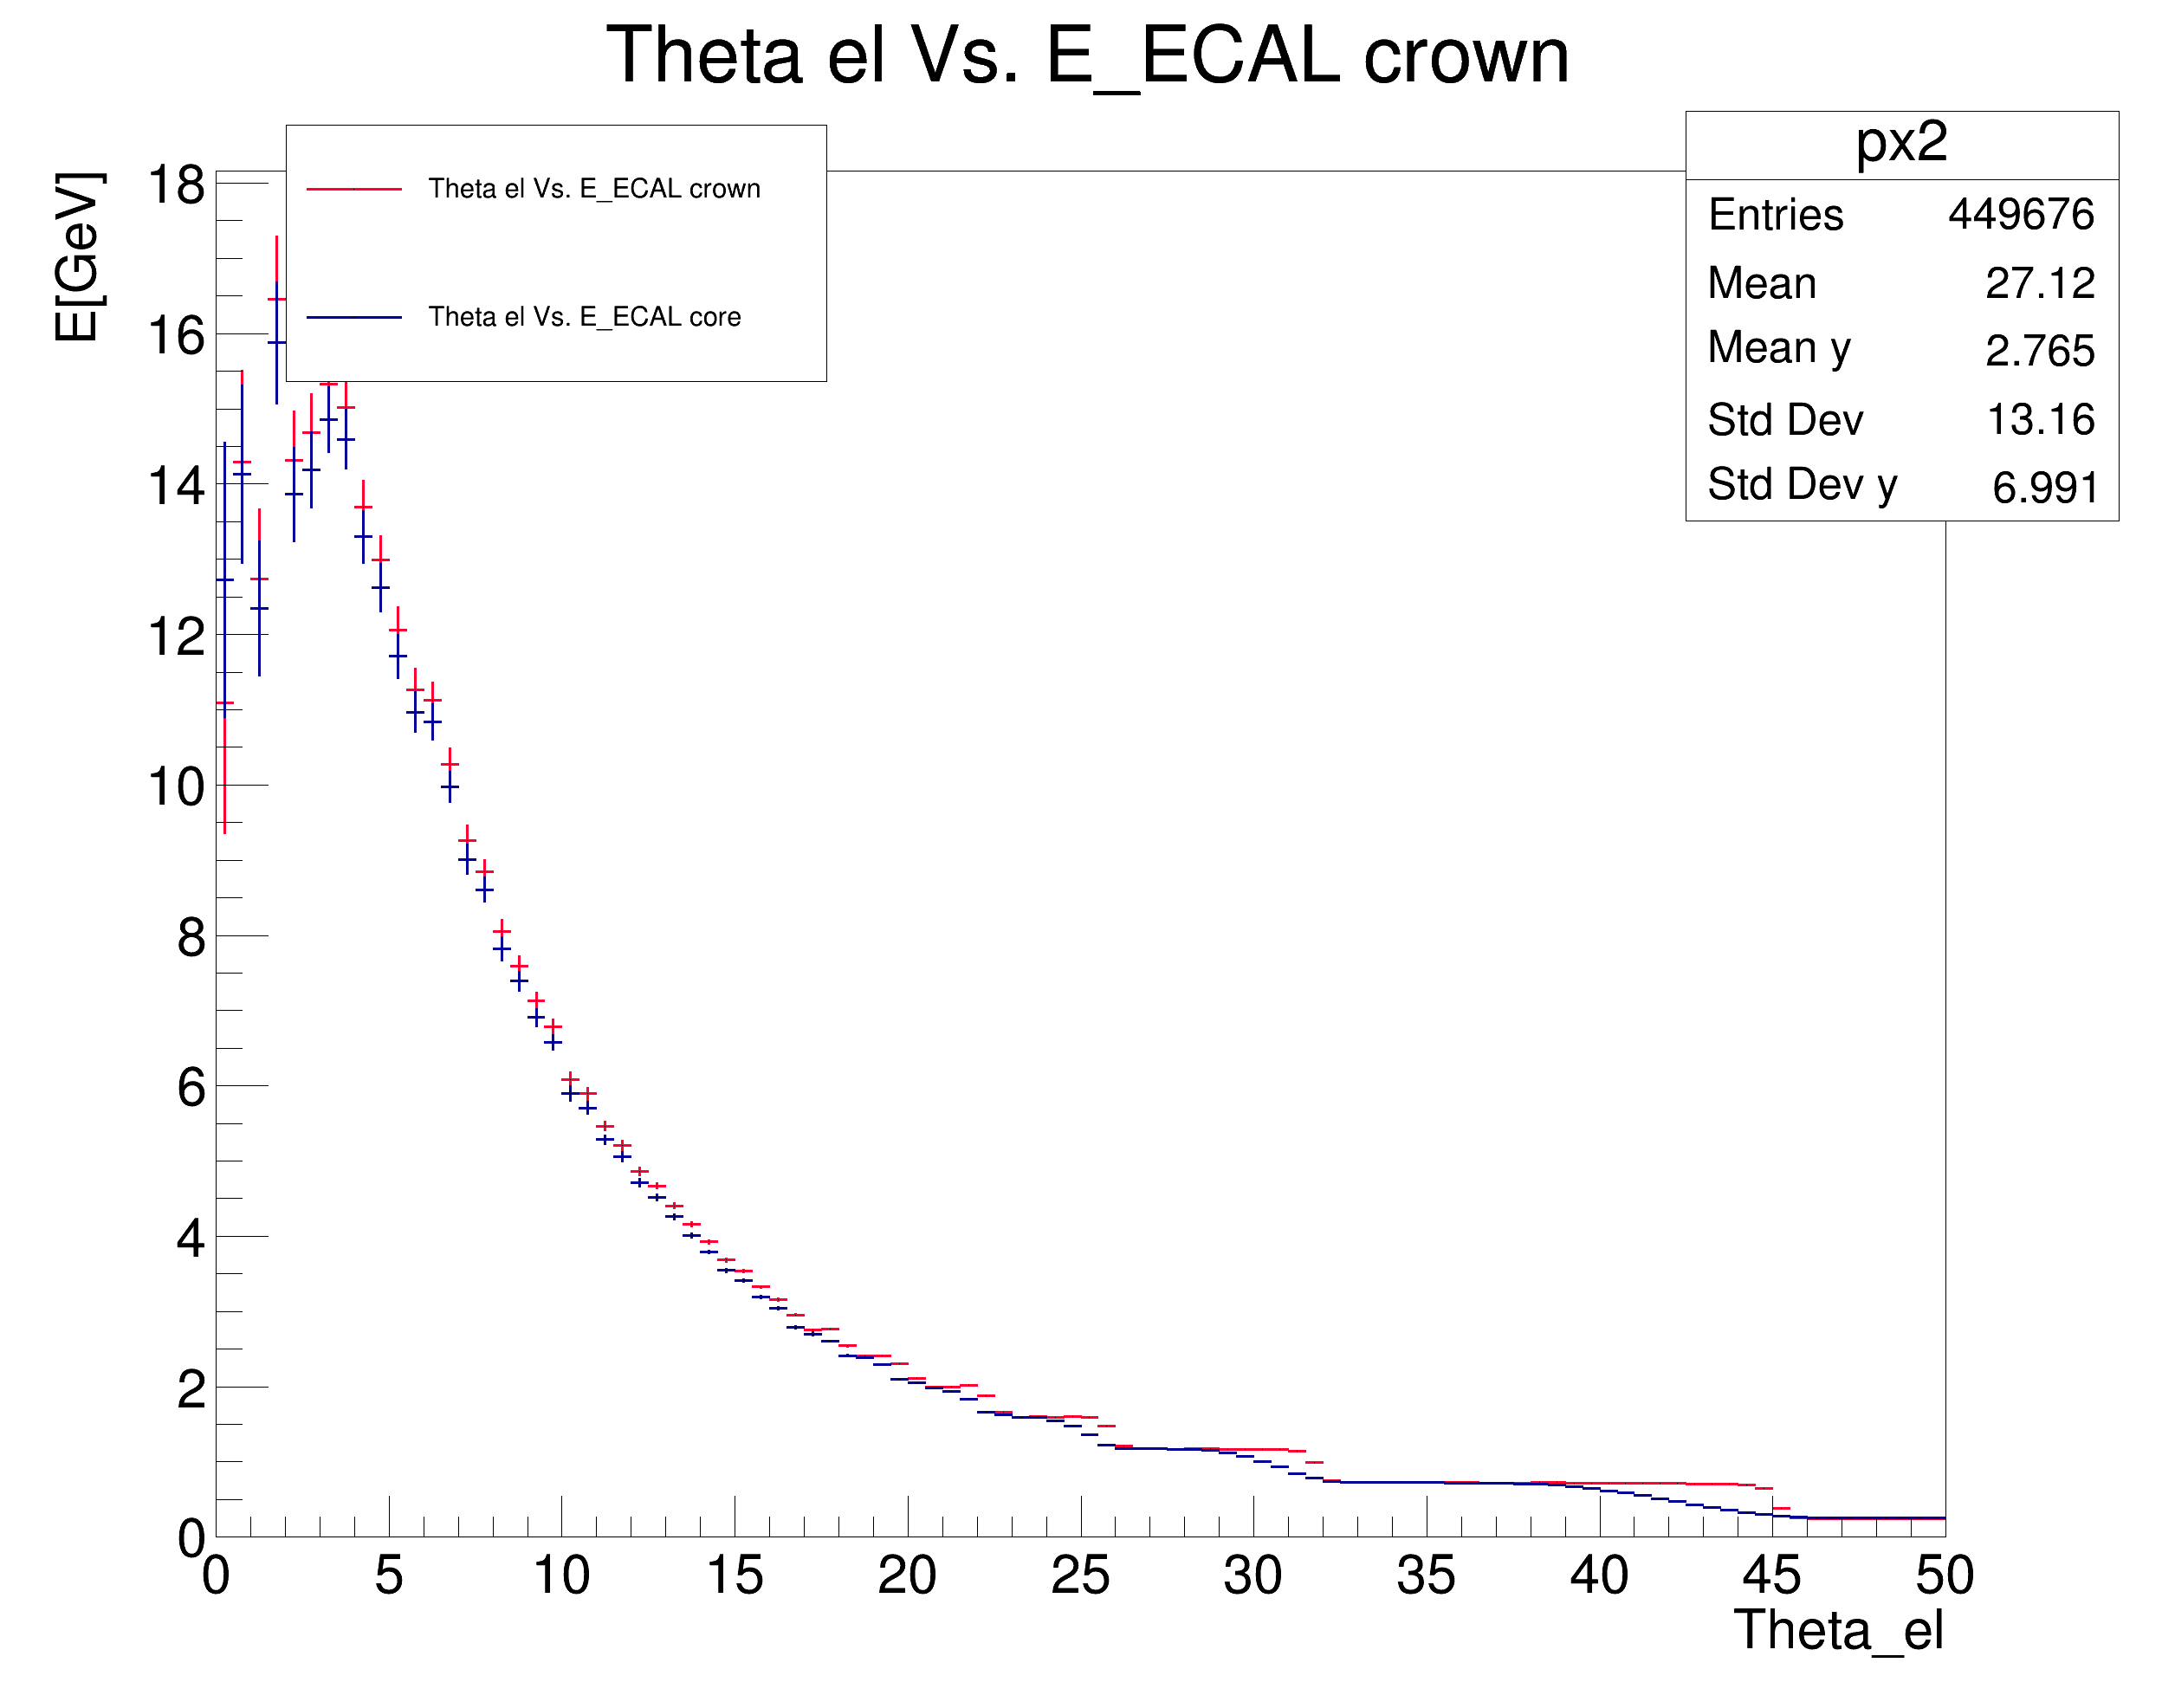 Theta el Vs. E_ECAL crown
E[GeV]
Theta el Vs. E_ECAL crown
Theta el Vs. E_ECAL core
px2
Entries 449676
Mean 27.12
Mean y 2.765
Std Dev 13.16
Std Dev y 6.991
18
16
14
12
10
8
6
4
2
0
0 5 10 15 20 25 30 35 40 45 50
Theta_el